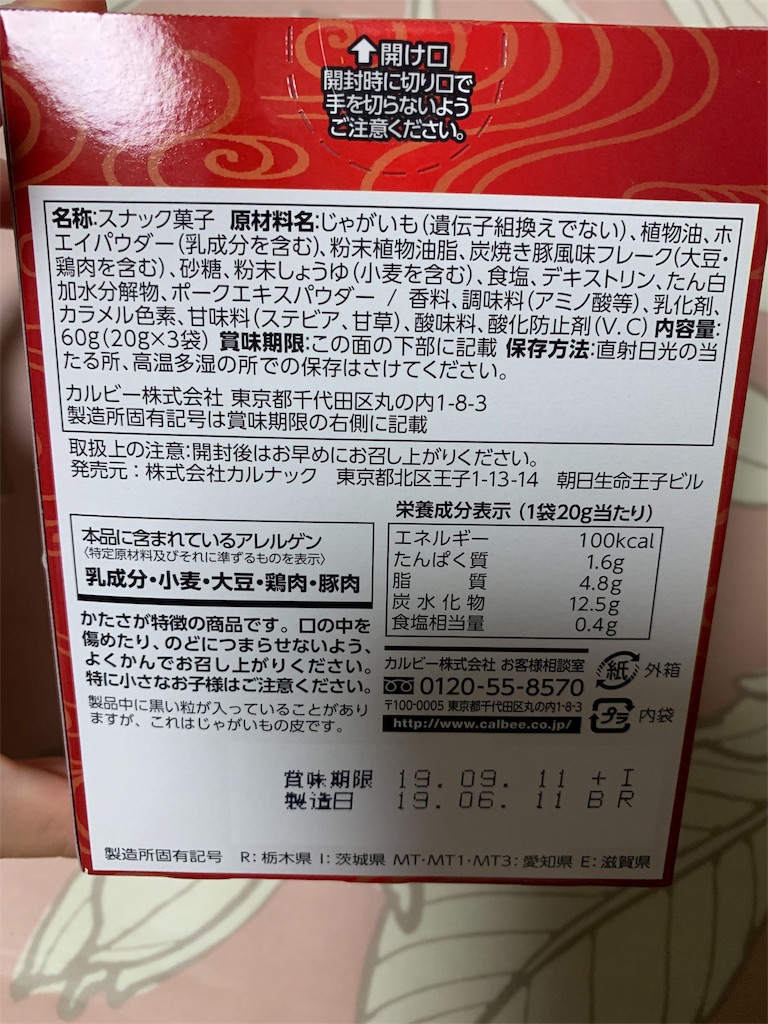 ↑開け口
開封時に切り口で
手を切らないよう
ご注意ください。
名称:スナック菓子 原材料名:じゃがいも(遺伝子組換えでない)、植物油、ホ
エイパウダー(乳成分を含む)、粉末植物油脂、炭焼き豚風味フレーク(大豆・
鶏肉を含む)、砂糖、粉末しょうゆ(小麦を含む)、食塩、デキストリン、たん白
加水分解物、ポークエキスパウダー / 香料、調味料(アミノ酸等)、乳化剤、
カラメル色素、甘味料(ステビア、甘草)、酸味料、酸化防止剤(V.C) 内容量:
60g(20g×3袋) 賞味期限:この面の下部に記載 保存方法:直射日光の当
たる所、高温多湿の所での保存はさけてください。
カルビー株式会社 東京都千代田区丸の内1-8-3
製造所固有記号は賞味期限の右側に記載
取扱上の注意:開封後はお早めにお召し上がりください。
発売元:株式会社カルナック 東京都北区王子1-13-14 朝日生命王子ビル
本品に含まれているアレルゲン
〈特定原材料及びそれに準ずるものを表示〉
乳成分・小麦・大豆・鶏肉・豚肉
かたさが特徴の商品です。口の中を
傷めたり、のどにつまらせないよう、
よくかんでお召し上がりください。
特に小さなお子様はご注意ください。
製品中に黒い粒が入っていることがあり
ますが、これはじゃがいもの皮です。
栄養成分表示 (1袋20g当たり)
エネルギー 100kcal
たんぱく質 1.6g
脂質 4.8g
炭水化物 12.5g
食塩相当量 0.4g
カルビー株式会社 お客様相談室
0120-55-8570
〒100-0005 東京都千代田区丸の内1-8-3
http://www.calbee.co.jp/
紙 外箱
プラ 内袋
賞味期限 19.09.11 +I
製造日 19.06.11 BR
製造所固有記号 R:栃木県 I:茨城県 MT・MT1・MT3:愛知県 E:滋賀県